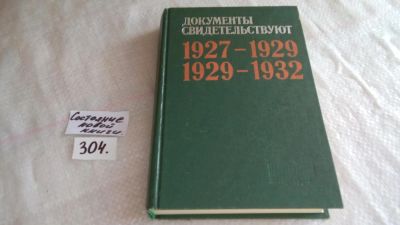 ДОКУМЕНТЫ
СВИДЕТЕЛЬСТВУЮТ
1927–1929
1929–1932
Состояние
новой
книги.
304.